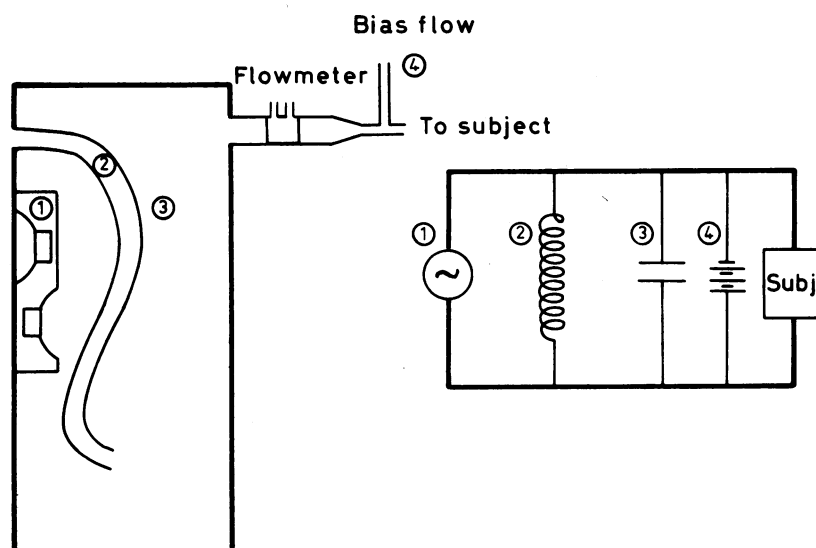 Bias flow
④
Flowmeter
To subject
②
①
③
①
②
③
④
~
Subj